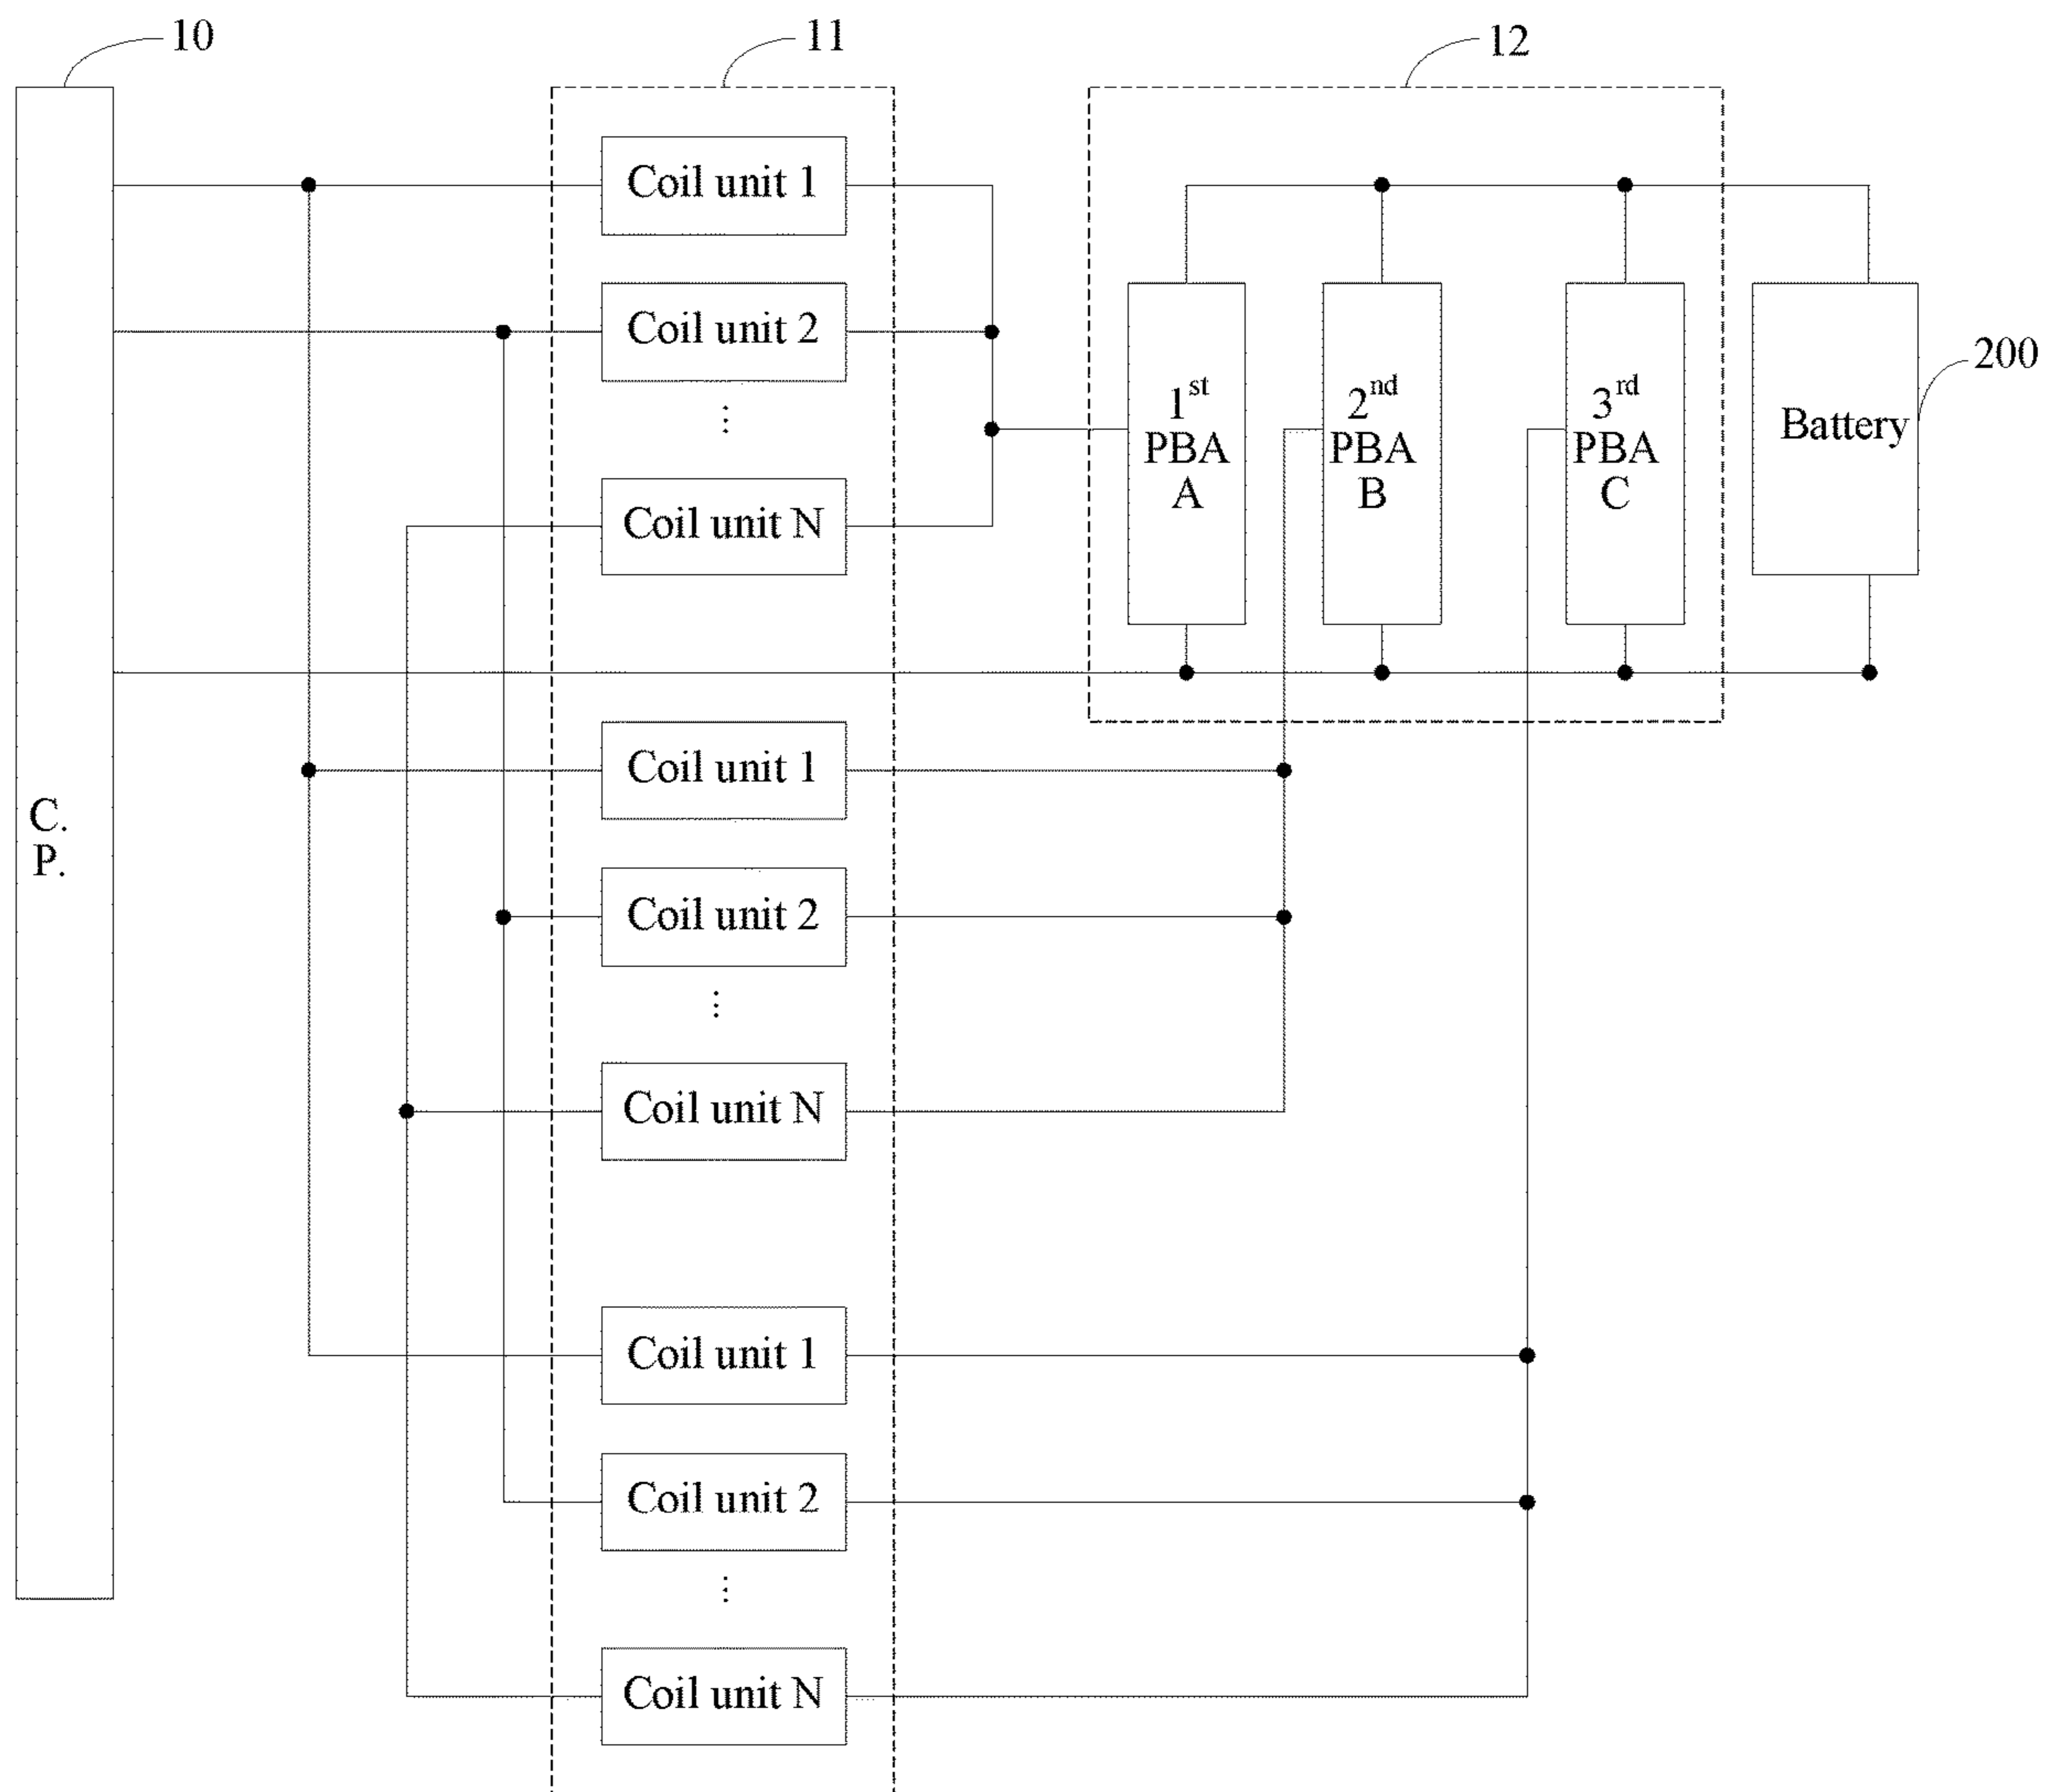 10
11
12
Coil unit 1
Coil unit 2
⋮
Coil unit N
1st
PBA
A
2nd
PBA
B
3rd
PBA
C
Battery
200
C.
P.
Coil unit 1
Coil unit 2
⋮
Coil unit N
Coil unit 1
Coil unit 2
⋮
Coil unit N